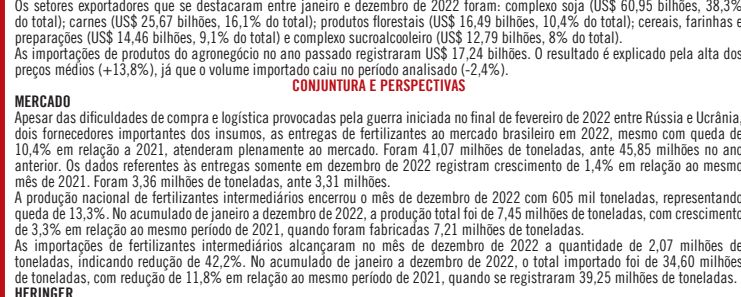 Os setores exportadores que se destacaram entre janeiro e dezembro de 2022 foram: complexo soja (US$ 60,95 bilhões, 38,3%
do total); carnes (US$ 25,67 bilhões, 16,1% do total); produtos florestais (US$ 16,49 bilhões, 10,4% do total); cereais, farinhas e
preparações (US$ 14,46 bilhões, 9,1% do total) e complexo sucroalcooleiro (US$ 12,79 bilhões, 8% do total).
As importações de produtos do agronegócio no ano passado registraram US$ 17,24 bilhões. O resultado é explicado pela alta dos
preços médios (+13,8%), já que o volume importado caiu no período analisado (-2,4%).
CONJUNTURA E PERSPECTIVAS
MERCADO
Apesar das dificuldades de compra e logística provocadas pela guerra iniciada no final de fevereiro de 2022 entre Rússia e Ucrânia,
dois fornecedores importantes dos insumos, as entregas de fertilizantes ao mercado brasileiro em 2022, mesmo com queda de
10,4% em relação a 2021, atenderam plenamente ao mercado. Foram 41,07 milhões de toneladas, ante 45,85 milhões no ano
anterior. Os dados referentes às entregas somente em dezembro de 2022 registram crescimento de 1,4% em relação ao mesmo
mês de 2021. Foram 3,36 milhões de toneladas, ante 3,31 milhões.
A produção nacional de fertilizantes intermediários encerrou o mês de dezembro de 2022 com 605 mil toneladas, representando
queda de 13,3%. No acumulado de janeiro a dezembro de 2022, a produção total foi de 7,45 milhões de toneladas, com crescimento
de 3,3% em relação ao mesmo período de 2021, quando foram fabricadas 7,21 milhões de toneladas.
As importações de fertilizantes intermediários alcançaram no mês de dezembro de 2022 a quantidade de 2,07 milhões de
toneladas, indicando redução de 42,2%. No acumulado de janeiro a dezembro de 2022, o total importado foi de 34,60 milhões
de toneladas, com redução de 11,8% em relação ao mesmo período de 2021, quando se registraram 39,25 milhões de toneladas.
HERINGER